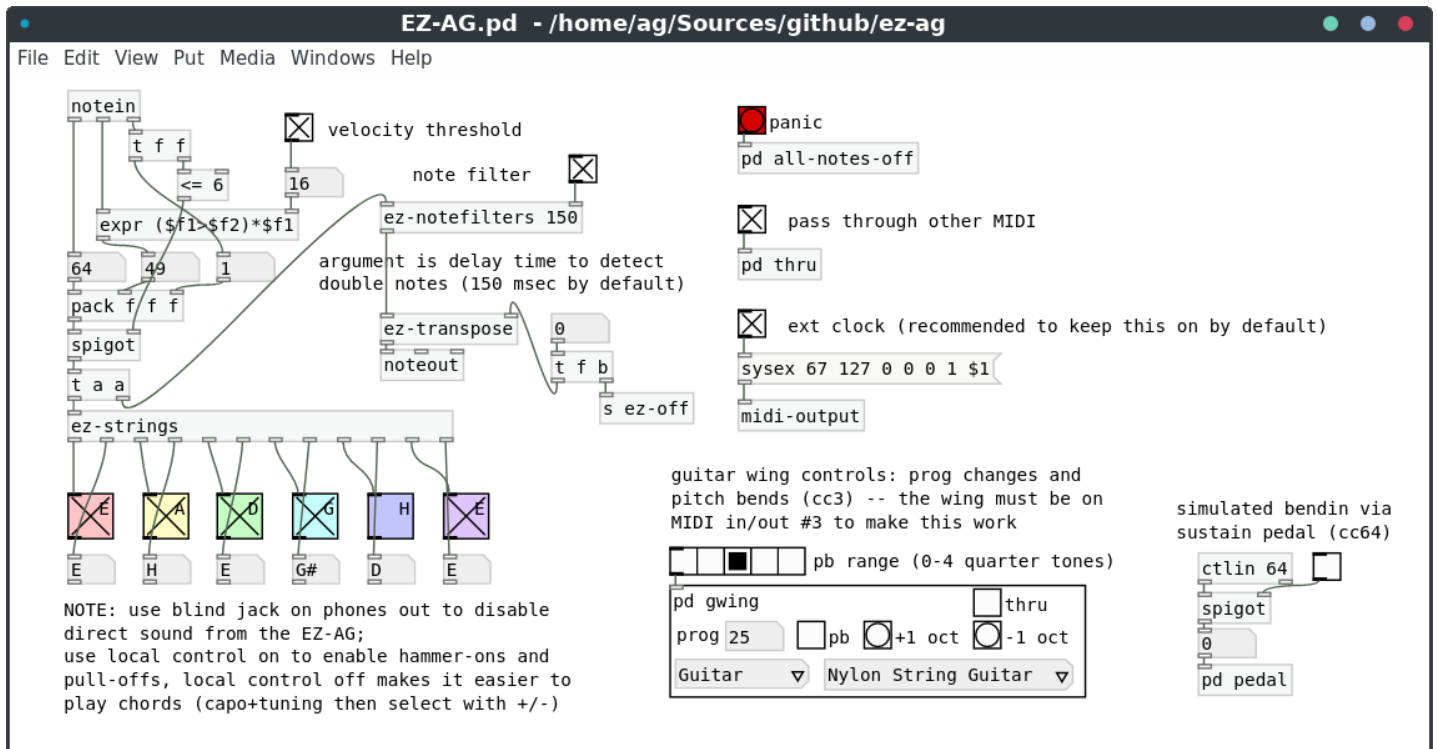 EZ-AG.pd - /home/ag/Sources/github/ez-ag
File Edit View Put Media Windows Help
notein
t f f
<= 6
velocity threshold
16
expr ($f1>$f2)*$f1
64
49
1
pack f f f
spigot
t a a
ez-strings
note filter
ez-notefilters 150
argument is delay time to detect
double notes (150 msec by default)
ez-transpose
noteout
0
t f b
s ez-off
E
A
D
G
H
E
E
H
E
G#
D
E
NOTE: use blind jack on phones out to disable
direct sound from the EZ-AG;
use local control on to enable hammer-ons and
pull-offs, local control off makes it easier to
play chords (capo+tuning then select with +/-)
panic
pd all-notes-off
pass through other MIDI
pd thru
ext clock (recommended to keep this on by default)
sysex 67 127 0 0 0 1 $1
midi-output
guitar wing controls: prog changes and
pitch bends (cc3) -- the wing must be on
MIDI in/out #3 to make this work
pb range (0-4 quarter tones)
pd gwing
thru
prog 25
pb
+1 oct
-1 oct
Guitar
Nylon String Guitar
simulated bendin via
sustain pedal (cc64)
ctlin 64
spigot
0
pd pedal